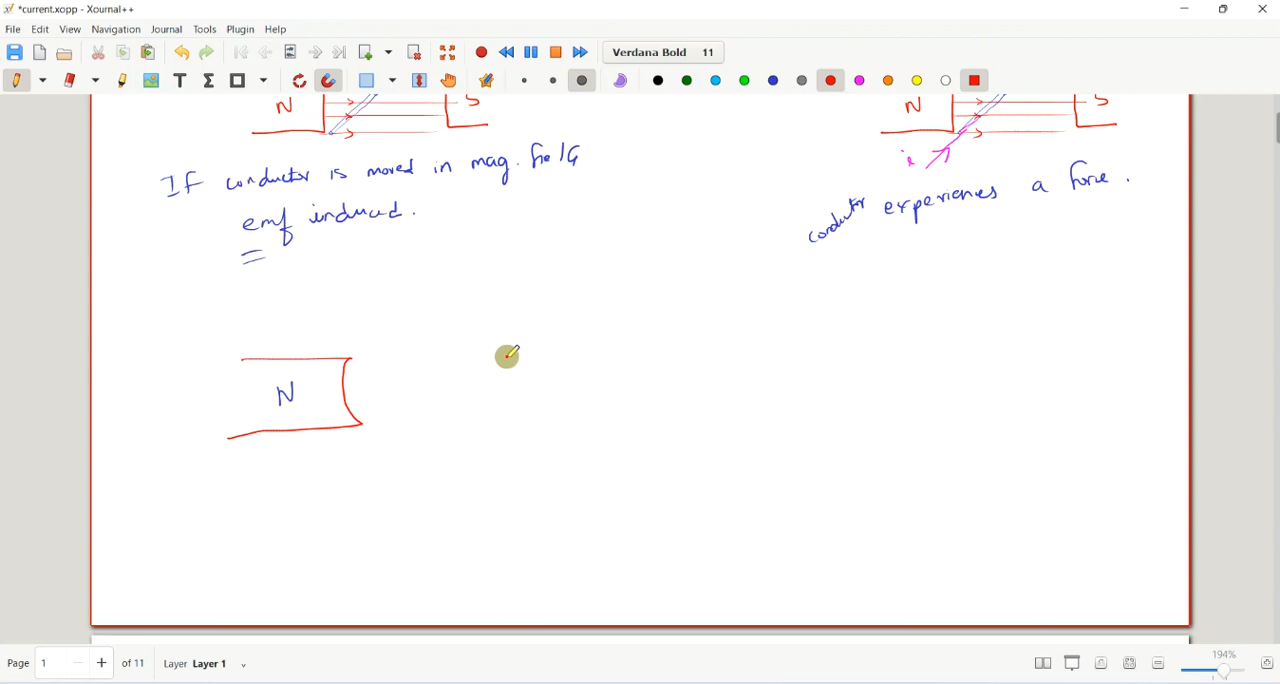 *current.xopp - Xournal++
File Edit View Navigation Journal Tools Plugin Help
Verdana Bold 11
N S
N S
i
If conductor is moved in mag. field
emf induced.
conductor experiences a force.
N
Page 1 of 11 Layer Layer 1 194%